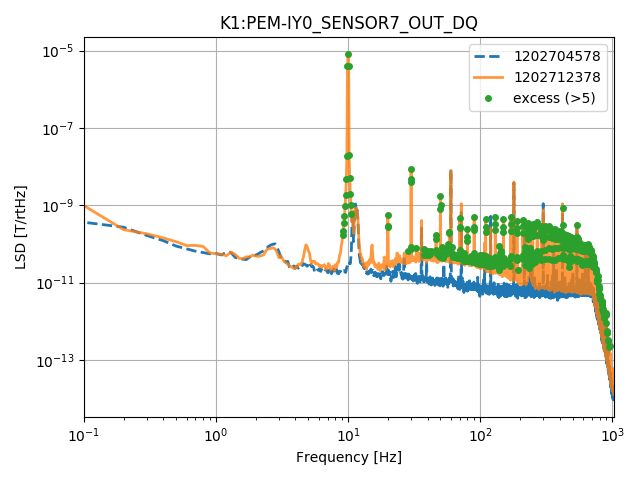 K1:PEM-IY0_SENSOR7_OUT_DQ
1202704578
1202712378
excess (>5)
LSD [T/rtHz]
10⁻⁵
10⁻⁷
10⁻⁹
10⁻¹¹
10⁻¹³
10⁻¹ 10⁰ 10¹ 10² 10³
Frequency [Hz]